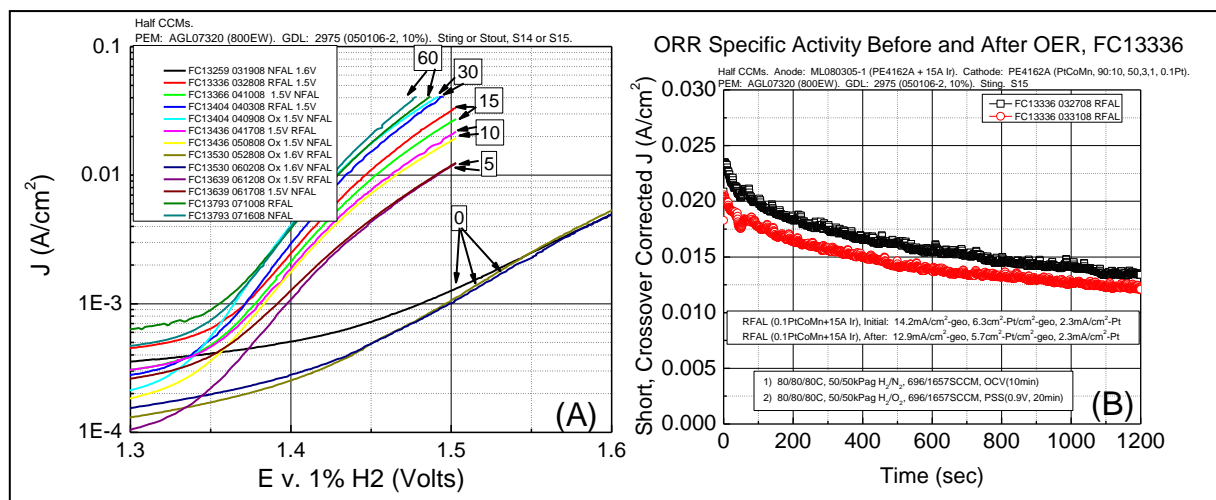 Half CCMs.
PEM: AGL07320 (800EW). GDL: 2975 (050106-2, 10%). Sting or Stout, S14 or S15.
0.1
0.01
1E-3
1E-4
J (A/cm²)
FC13259 031908 NFAL 1.6V
FC13336 032808 RFAL 1.5V
FC13366 041008 1.5V NFAL
FC13404 040308 RFAL 1.5V
FC13404 040908 Ox 1.5V NFAL
FC13436 041708 1.5V RFAL
FC13436 050808 Ox 1.5V NFAL
FC13530 052808 Ox 1.6V RFAL
FC13530 060208 Ox 1.6V NFAL
FC13639 061208 Ox 1.5V RFAL
FC13639 061708 1.5V NFAL
FC13793 071008 RFAL
FC13793 071608 NFAL
60
30
15
10
5
0
(A)
1.3 1.4 1.5 1.6
E v. 1% H2 (Volts)
ORR Specific Activity Before and After OER, FC13336
Half CCMs. Anode: ML080305-1 (PE4162A + 15A Ir). Cathode: PE4162A (PtCoMn, 90:10, 50,3,1, 0.1Pt).
PEM: AGL07320 (800EW). GDL: 2975 (050106-2, 10%). Sting. S15
0.030
0.025
0.020
0.015
0.010
0.005
0.000
Short, Crossover Corrected J (A/cm²)
FC13336 032708 RFAL
FC13336 033108 RFAL
RFAL (0.1PtCoMn+15A Ir), Initial: 14.2mA/cm²-geo, 6.3cm²-Pt/cm²-geo, 2.3mA/cm²-Pt
RFAL (0.1PtCoMn+15A Ir), After: 12.9mA/cm²-geo, 5.7cm²-Pt/cm²-geo, 2.3mA/cm²-Pt
1) 80/80/80C, 50/50kPag H₂/N₂, 696/1657SCCM, OCV(10min)
2) 80/80/80C, 50/50kPag H₂/O₂, 696/1657SCCM, PSS(0.9V, 20min)
(B)
0 200 400 600 800 1000 1200
Time (sec)